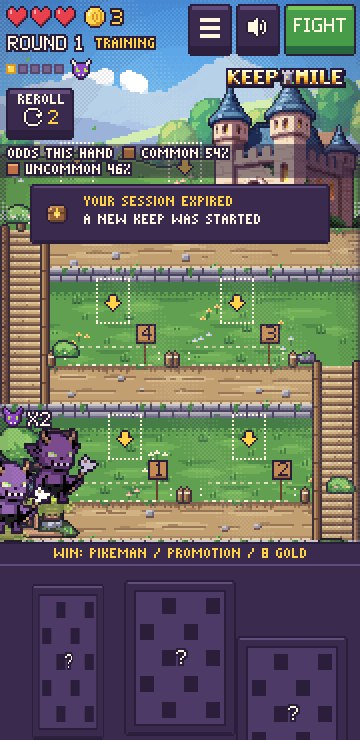 3
FIGHT
ROUND 1 TRAINING
KEEP MILE
REROLL
2
ODDS THIS HAND COMMON 54%
UNCOMMON 46%
YOUR SESSION EXPIRED
A NEW KEEP WAS STARTED
4
3
X2
1
2
WIN: PIKEMAN / PROMOTION / 8 GOLD
?
?
?